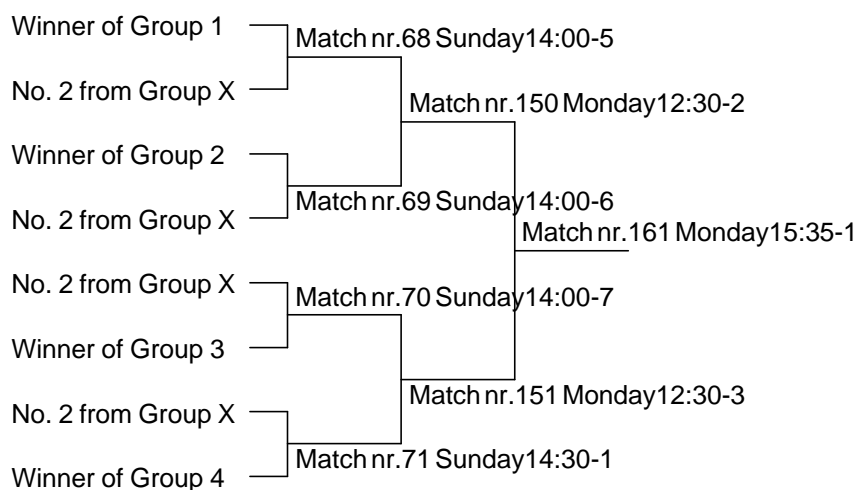 Winner of Group 1
Match nr.68 Sunday14:00-5
No. 2 from Group X
Match nr.150 Monday12:30-2
Winner of Group 2
Match nr.69 Sunday14:00-6
No. 2 from Group X
Match nr.161 Monday15:35-1
No. 2 from Group X
Match nr.70 Sunday14:00-7
Winner of Group 3
Match nr.151 Monday12:30-3
No. 2 from Group X
Match nr.71 Sunday14:30-1
Winner of Group 4